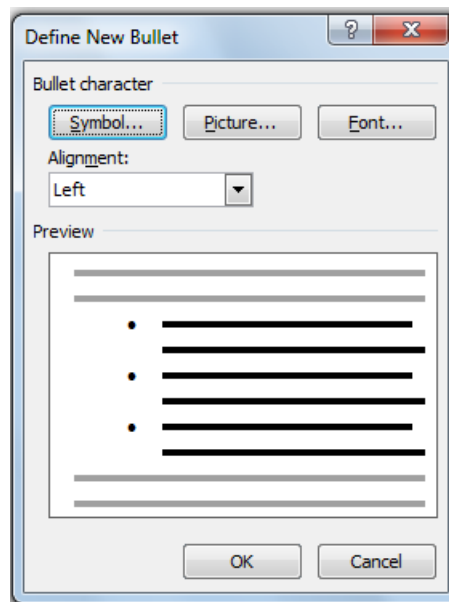 Define New Bullet
Bullet character
Symbol... Picture... Font...
Alignment:
Left
Preview
OK Cancel